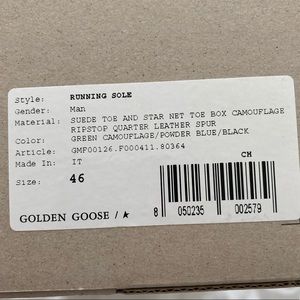 Style: RUNNING SOLE
Gender: Man
Material: SUEDE TOE AND STAR NET TOE BOX CAMOUFLAGE
RIPSTOP QUARTER LEATHER SPUR
Color: GREEN CAMOUFLAGE/POWDER BLUE/BLACK
Article: GMF00126.F000411.80364
Made In: IT CH
Size: 46
GOLDEN GOOSE / ★
8 050235 002579